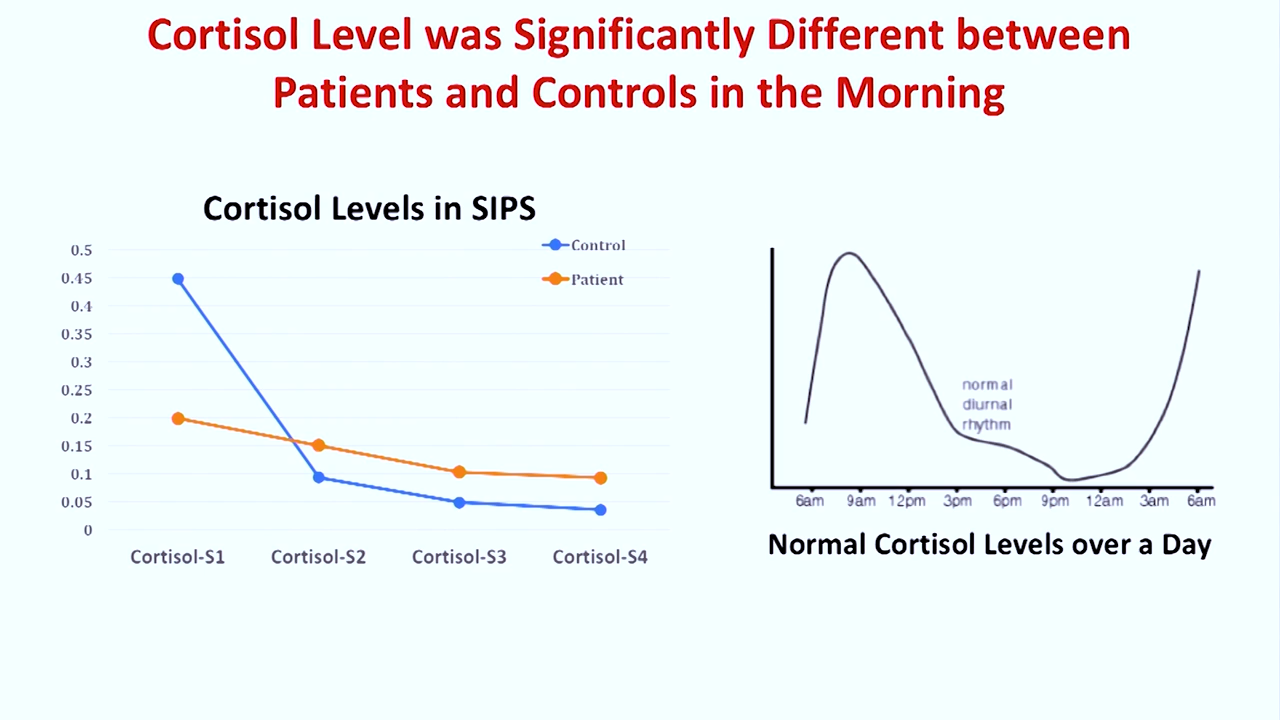 Cortisol Level was Significantly Different between
Patients and Controls in the Morning
Cortisol Levels in SIPS
Control
Patient
0.5
0.45
0.4
0.35
0.3
0.25
0.2
0.15
0.1
0.05
0
Cortisol-S1 Cortisol-S2 Cortisol-S3 Cortisol-S4
normal
diurnal
rhythm
6am 9am 12pm 3pm 6pm 9pm 12am 3am 6am
Normal Cortisol Levels over a Day